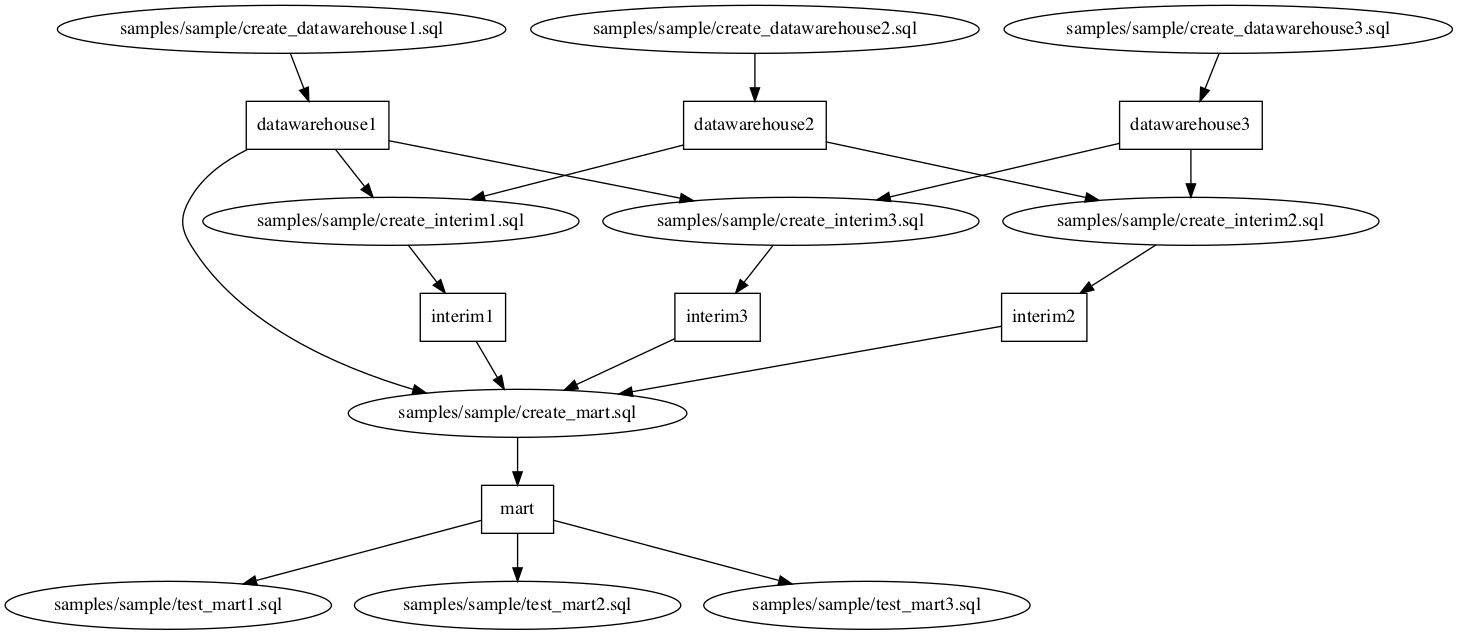 samples/sample/create_datawarehouse1.sql
samples/sample/create_datawarehouse2.sql
samples/sample/create_datawarehouse3.sql
datawarehouse1
datawarehouse2
datawarehouse3
samples/sample/create_interim1.sql
samples/sample/create_interim3.sql
samples/sample/create_interim2.sql
interim1
interim3
interim2
samples/sample/create_mart.sql
mart
samples/sample/test_mart1.sql
samples/sample/test_mart2.sql
samples/sample/test_mart3.sql